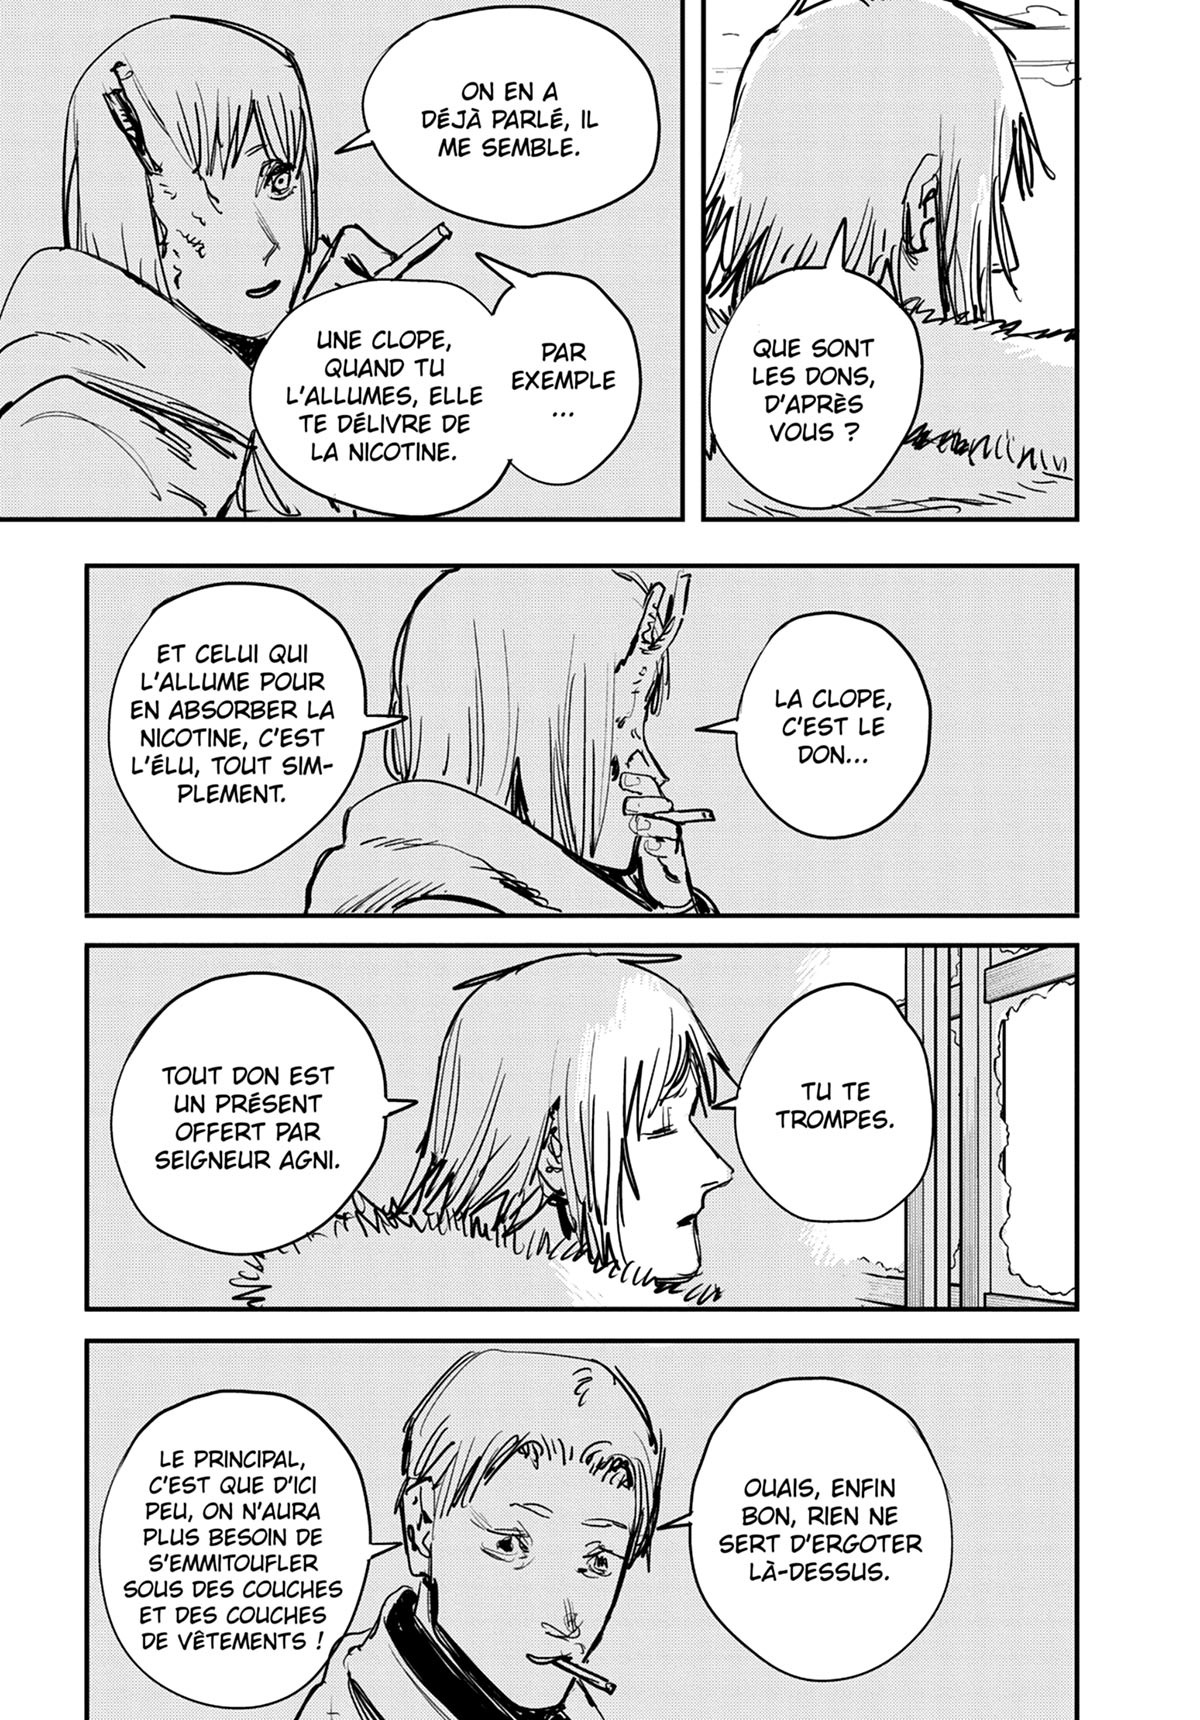 QUE SONT
LES DONS,
D'APRÈS
VOUS ?
ON EN A
DÉJÀ PARLÉ, IL
ME SEMBLE.
PAR
EXEMPLE
...
UNE CLOPE,
QUAND TU
L'ALLUMES, ELLE
TE DÉLIVRE DE
LA NICOTINE.
LA CLOPE,
C'EST LE
DON...
ET CELUI QUI
L'ALLUME POUR
EN ABSORBER LA
NICOTINE, C'EST
L'ÉLU, TOUT SIM-
PLEMENT.
TU TE
TROMPES.
TOUT DON EST
UN PRÉSENT
OFFERT PAR
SEIGNEUR AGNI.
OUAIS, ENFIN
BON, RIEN NE
SERT D'ERGOTER
LÀ-DESSUS.
LE PRINCIPAL,
C'EST QUE D'ICI
PEU, ON N'AURA
PLUS BESOIN DE
S'EMMITOUFLER
SOUS DES COUCHES
ET DES COUCHES
DE VÊTEMENTS !